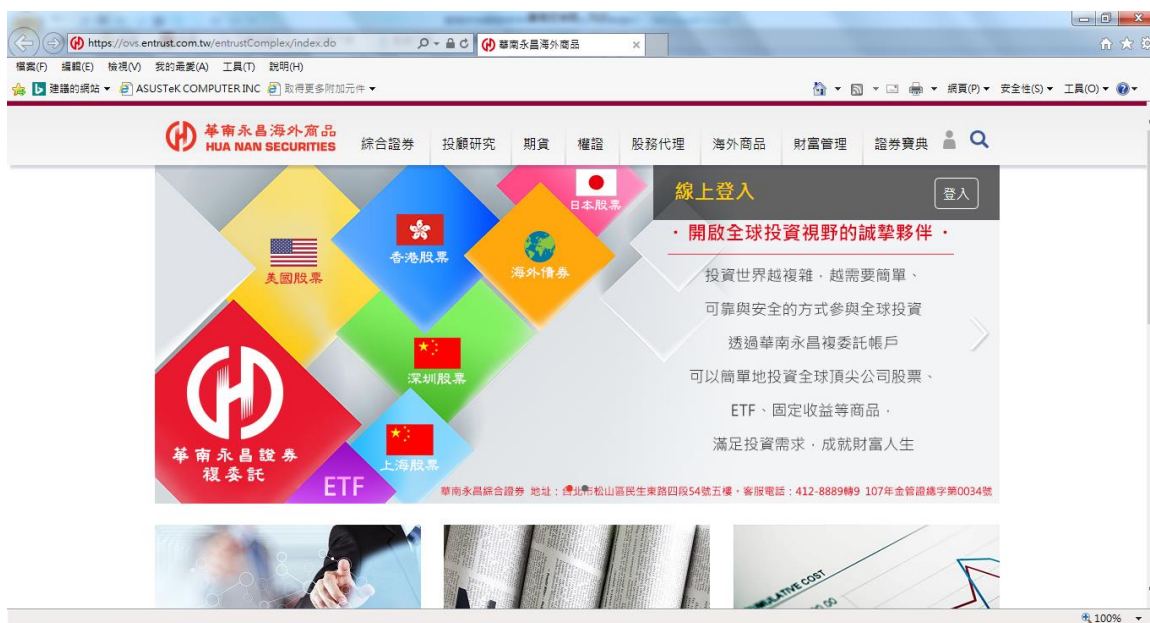 https://ovs.entrust.com.tw/entrustComplex/index.do
華南永昌海外商品
檔案(F) 編輯(E) 檢視(V) 我的最愛(A) 工具(T) 說明(H)
建議的網站 ASUSTeK COMPUTER INC 取得更多附加元件
網頁(P) 安全性(S) 工具(O)
華南永昌海外商品
HUA NAN SECURITIES
綜合證券 投顧研究 期貨 權證 股務代理 海外商品 財富管理 證券寶典
日本股票
香港股票
海外債券
美國股票
深圳股票
上海股票
ETF
華南永昌證券
複委託
線上登入
登入
・開啟全球投資視野的誠摯夥伴・
投資世界越複雜，越需要簡單、
可靠與安全的方式參與全球投資
透過華南永昌複委託帳戶
可以簡單地投資全球頂尖公司股票、
ETF、固定收益等商品，
滿足投資需求，成就財富人生
華南永昌綜合證券 地址：台北市松山區民生東路四段54號五樓・客服電話：412-8889轉9 107年金管證總字第0034號
CUMULATIVE COST
100%